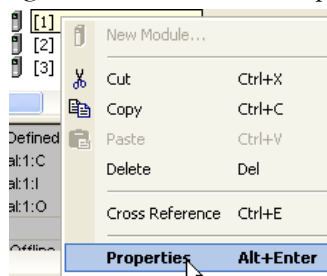 [1]
New Module...
[2]
[3]
Cut Ctrl+X
Copy Ctrl+C
Defined
Paste Ctrl+V
al:1:C
Delete Del
al:1:I
al:1:O
Cross Reference Ctrl+E
Offline
Properties Alt+Enter